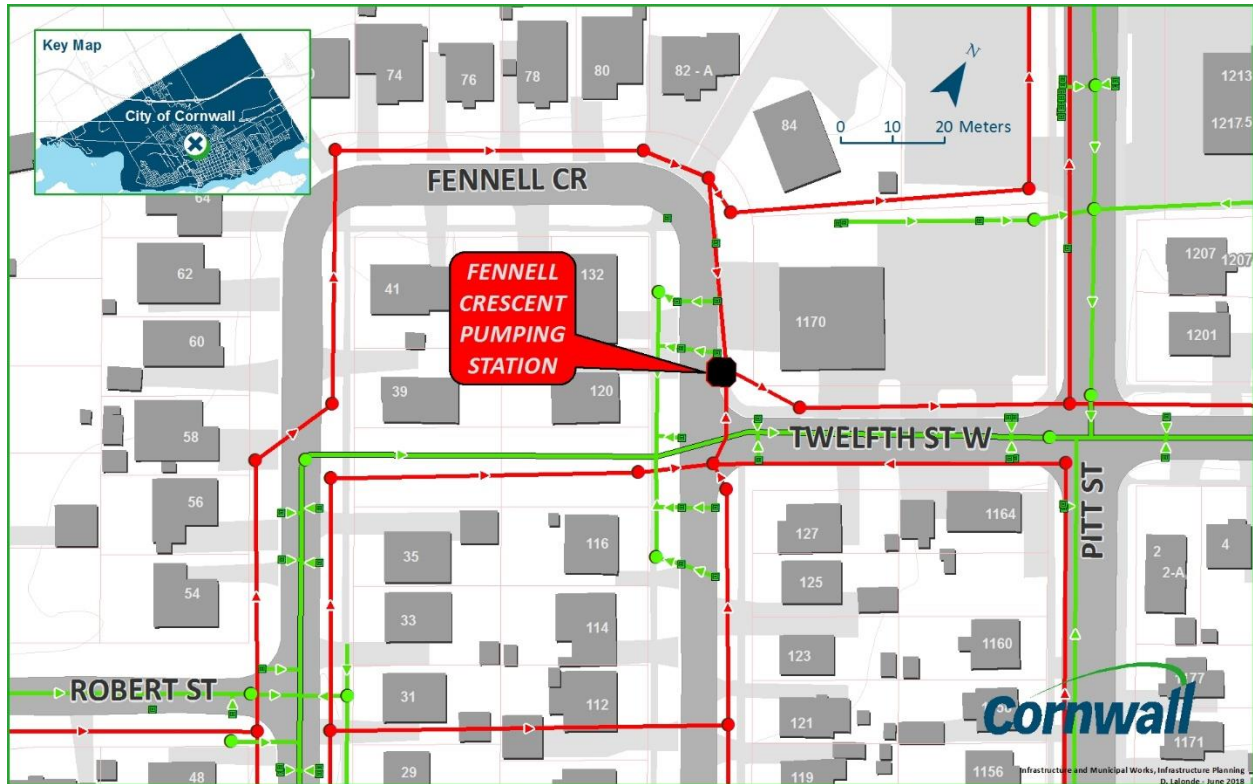 Key Map
City of Cornwall
74
76
78
80
82 - A
84
N
0 10 20 Meters
1213
1217.5
FENNELL CR
64
62
60
58
56
54
48
41
132
39
120
FENNELL
CRESCENT
PUMPING
STATION
1170
1207
1207
1201
TWELFTH ST W
PITT ST
35
33
31
29
116
114
112
127
125
123
121
119
1164
1160
1156
2
2-A
4
1177
1171
ROBERT ST
Cornwall
Infrastructure and Municipal Works, Infrastructure Planning
D. Lalonde - June 2018